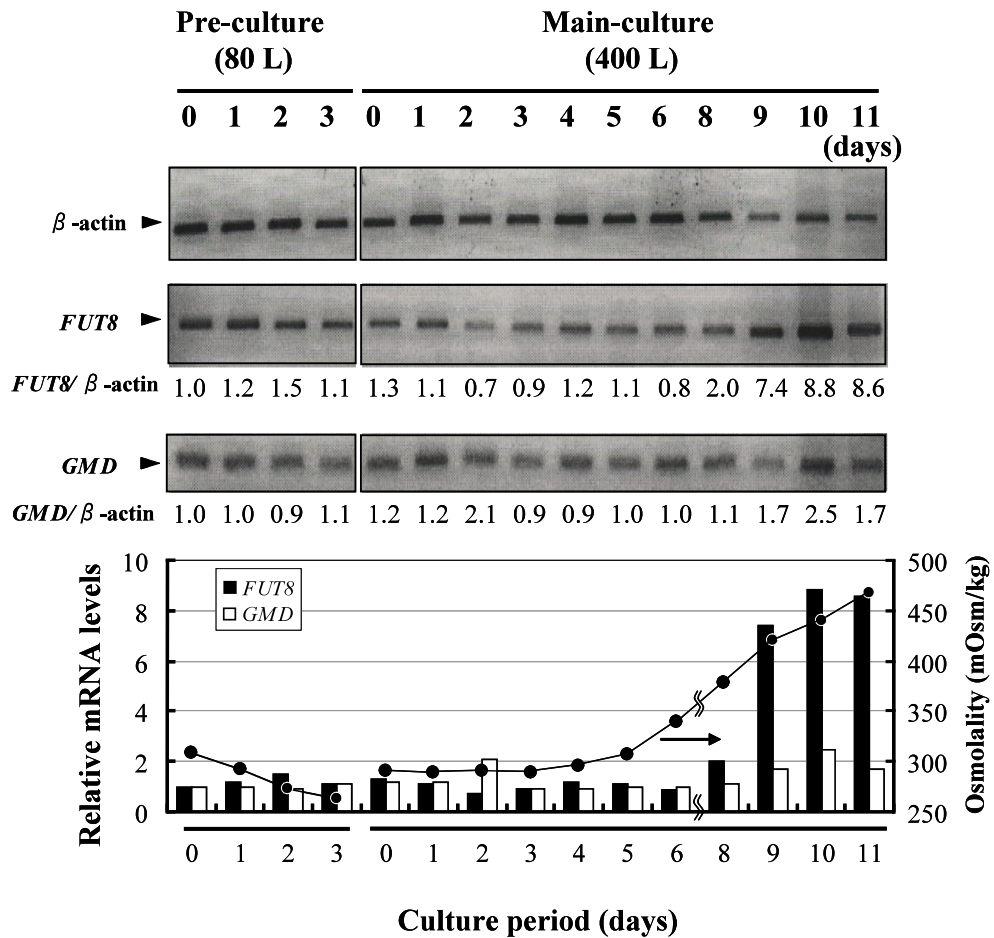 Pre-culture
(80 L)
Main-culture
(400 L)
0 1 2 3 0 1 2 3 4 5 6 8 9 10 11
(days)
β-actin
FUT8
FUT8/β-actin 1.0 1.2 1.5 1.1 1.3 1.1 0.7 0.9 1.2 1.1 0.8 2.0 7.4 8.8 8.6
GMD
GMD/β-actin 1.0 1.0 0.9 1.1 1.2 1.2 2.1 0.9 0.9 1.0 1.0 1.1 1.7 2.5 1.7
Relative mRNA levels
10
8
6
4
2
0
FUT8
GMD
500
450
400
350
300
250
Osmolality (mOsm/kg)
0 1 2 3 0 1 2 3 4 5 6 8 9 10 11
Culture period (days)